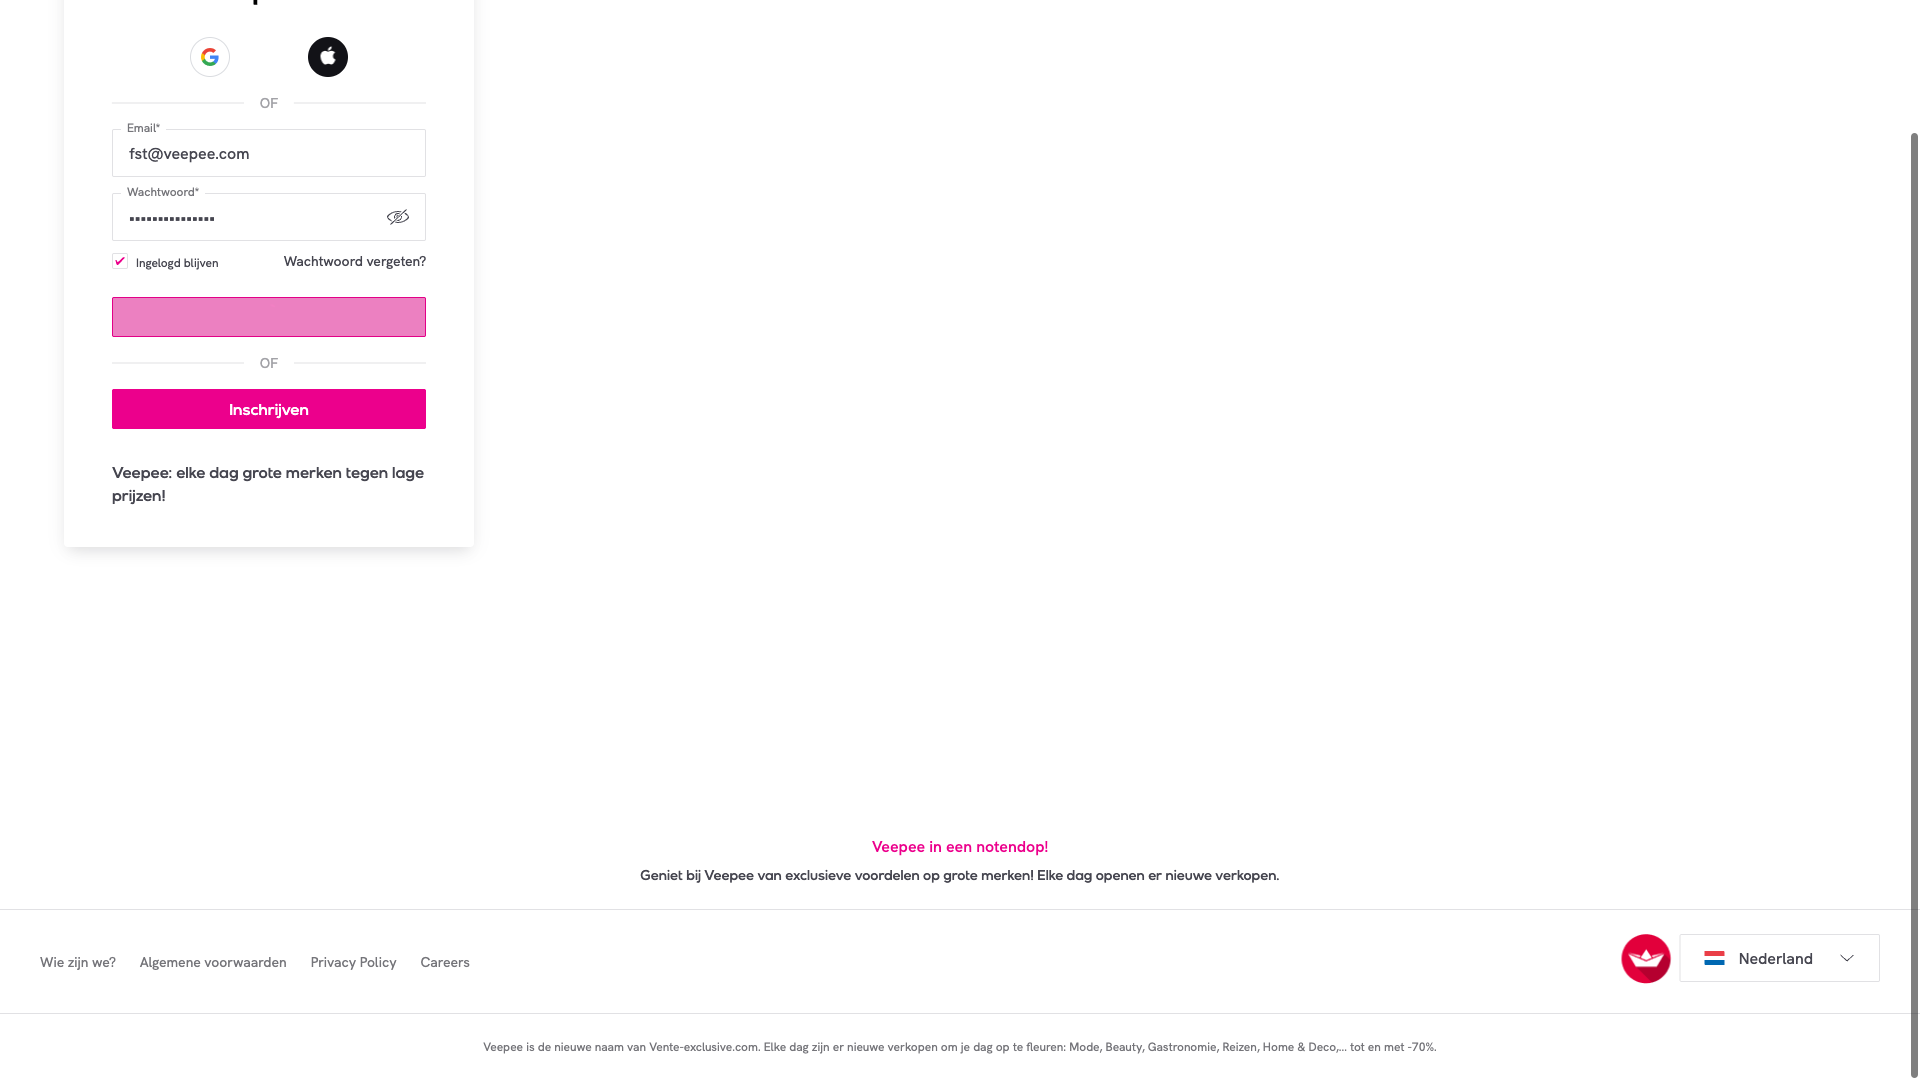 OF
Email*
fst@veepee.com
Wachtwoord*
Ingelogd blijven
Wachtwoord vergeten?
OF
Inschrijven
Veepee: elke dag grote merken tegen lage
prijzen!
Veepee in een notendop!
Geniet bij Veepee van exclusieve voordelen op grote merken! Elke dag openen er nieuwe verkopen.
Wie zijn we?
Algemene voorwaarden
Privacy Policy
Careers
Nederland
Veepee is de nieuwe naam van Vente-exclusive.com. Elke dag zijn er nieuwe verkopen om je dag op te fleuren: Mode, Beauty, Gastronomie, Reizen, Home & Deco,... tot en met -70%.